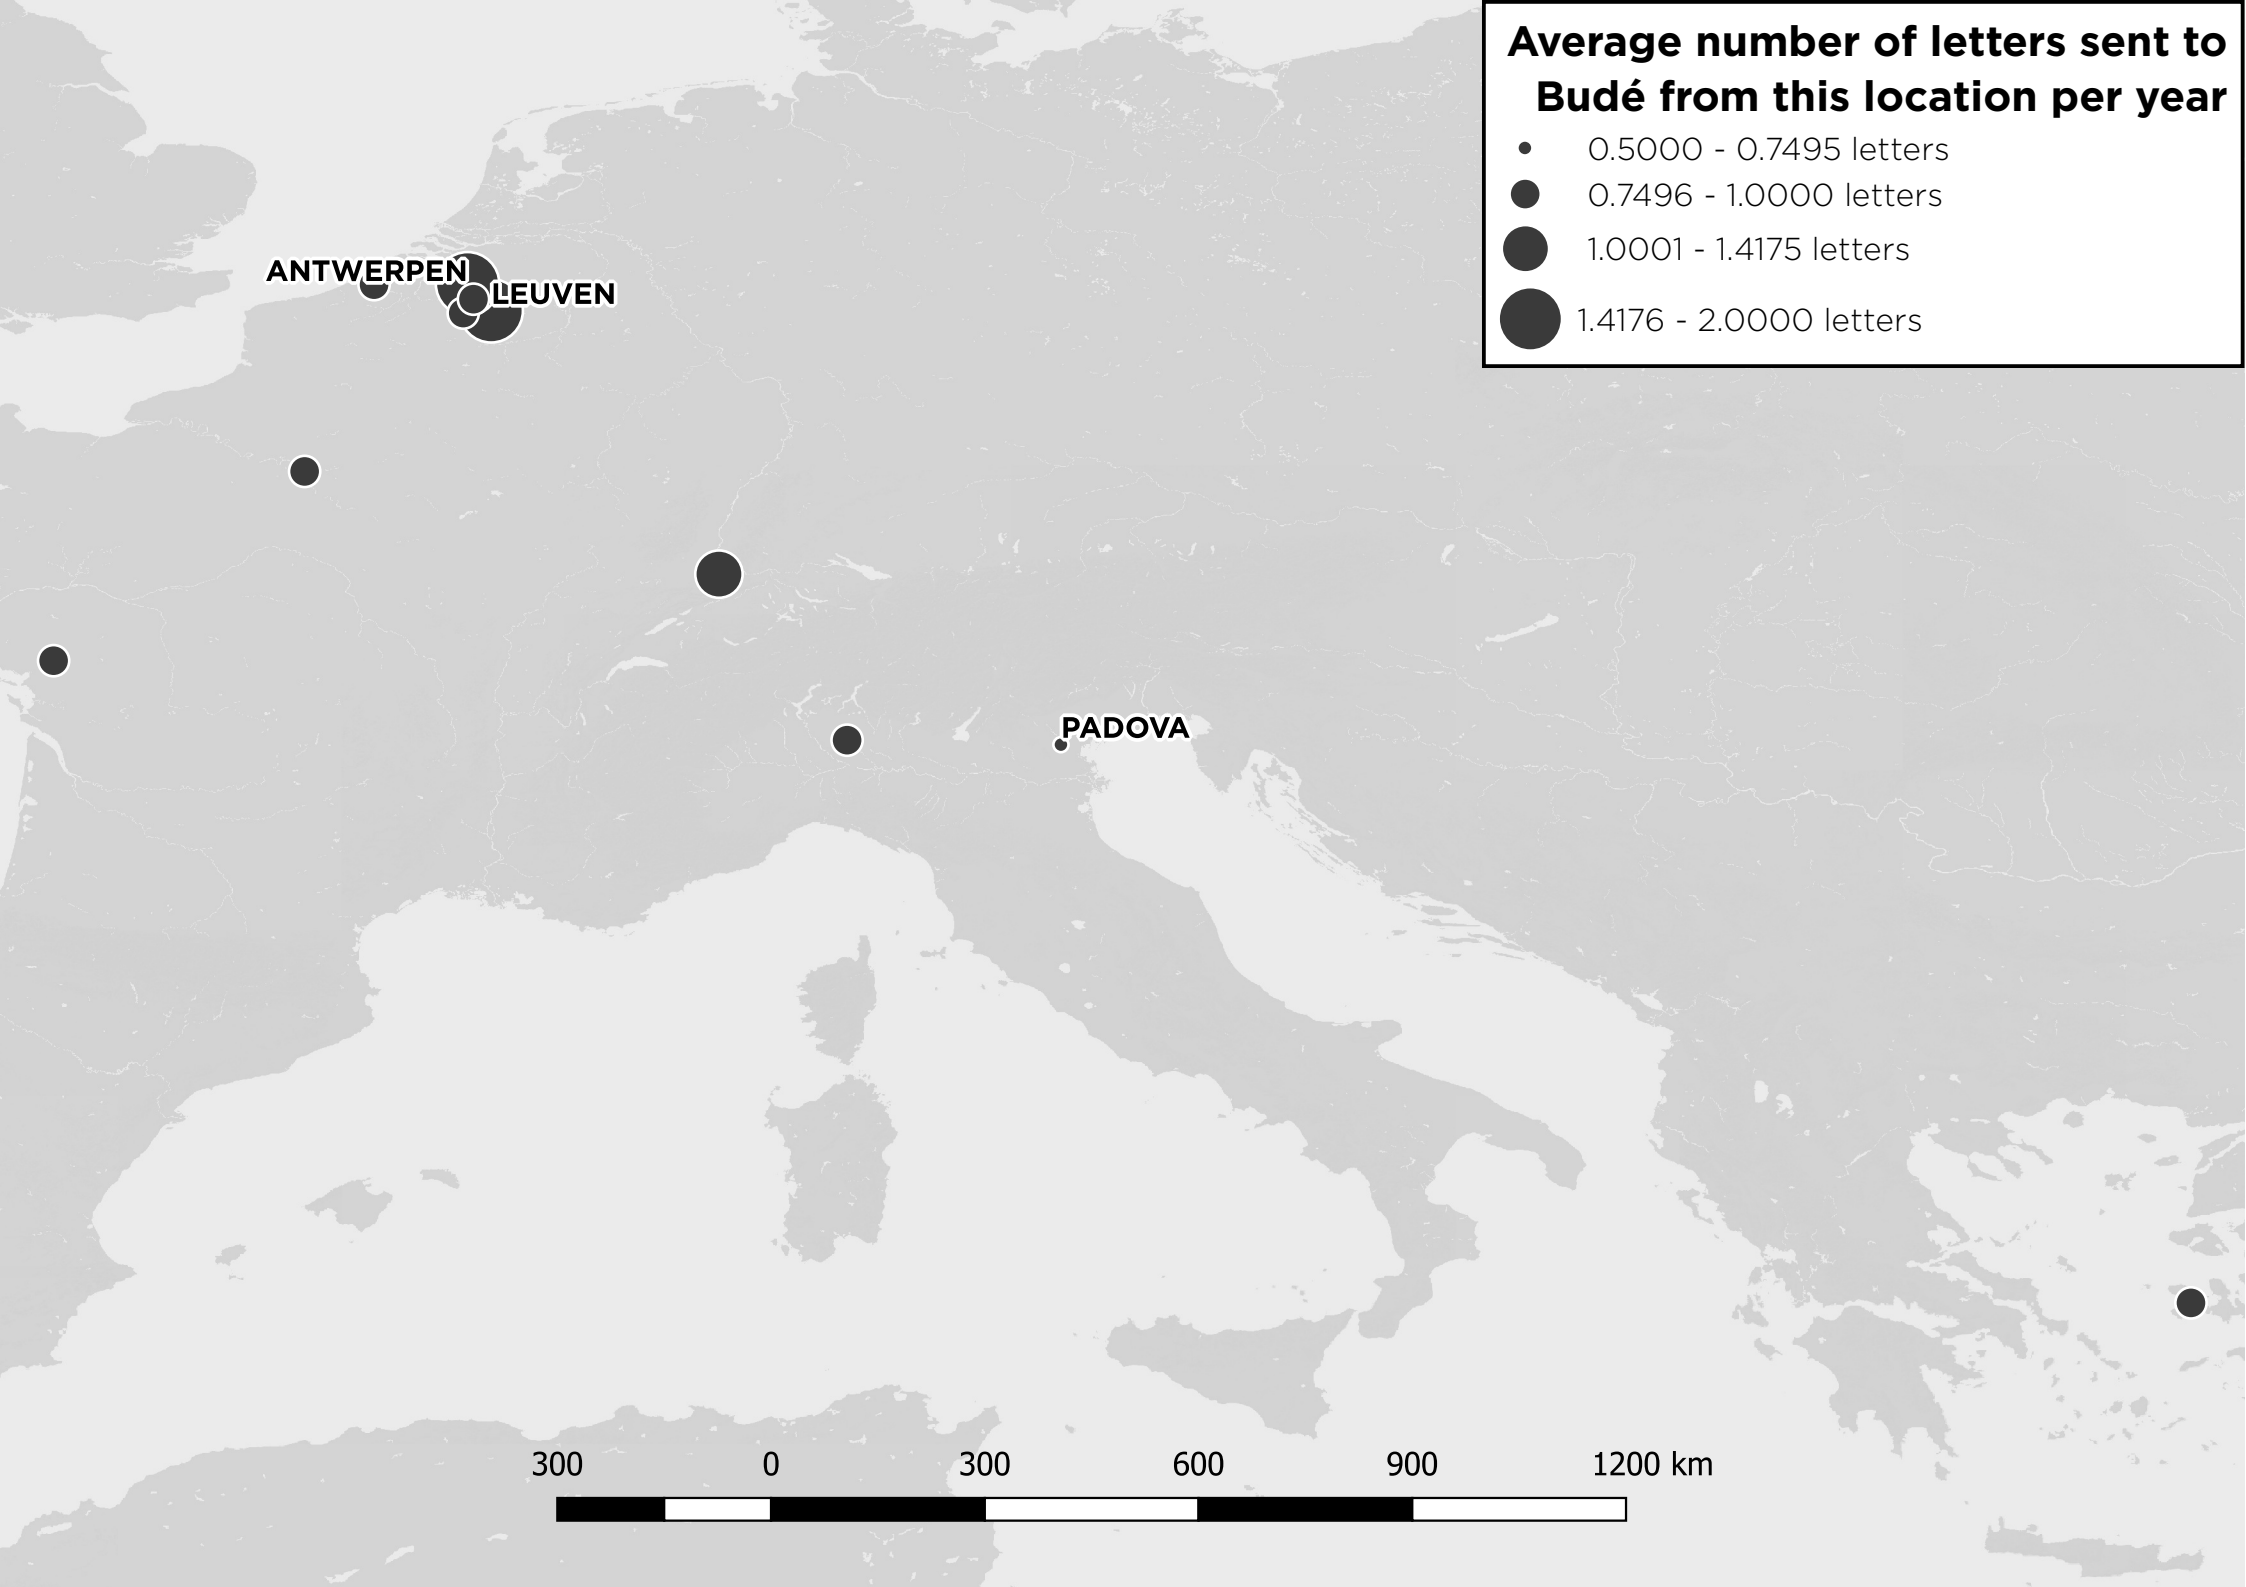 Average number of letters sent to
Budé from this location per year
0.5000 - 0.7495 letters
0.7496 - 1.0000 letters
1.0001 - 1.4175 letters
1.4176 - 2.0000 letters
ANTWERPEN
LEUVEN
PADOVA
300 0 300 600 900 1200 km